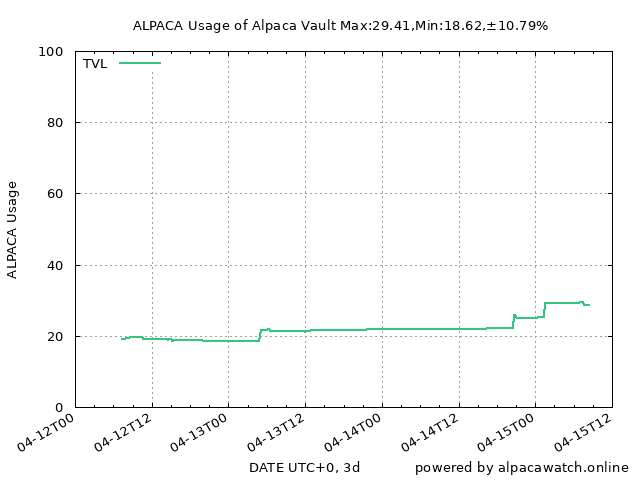 ALPACA Usage of Alpaca Vault Max:29.41,Min:18.62,±10.79%
100
TVL
80
60
40
20
0
ALPACA Usage
04-12T00
04-12T12
04-13T00
04-13T12
04-14T00
04-14T12
04-15T00
04-15T12
DATE UTC+0, 3d
powered by alpacawatch.online